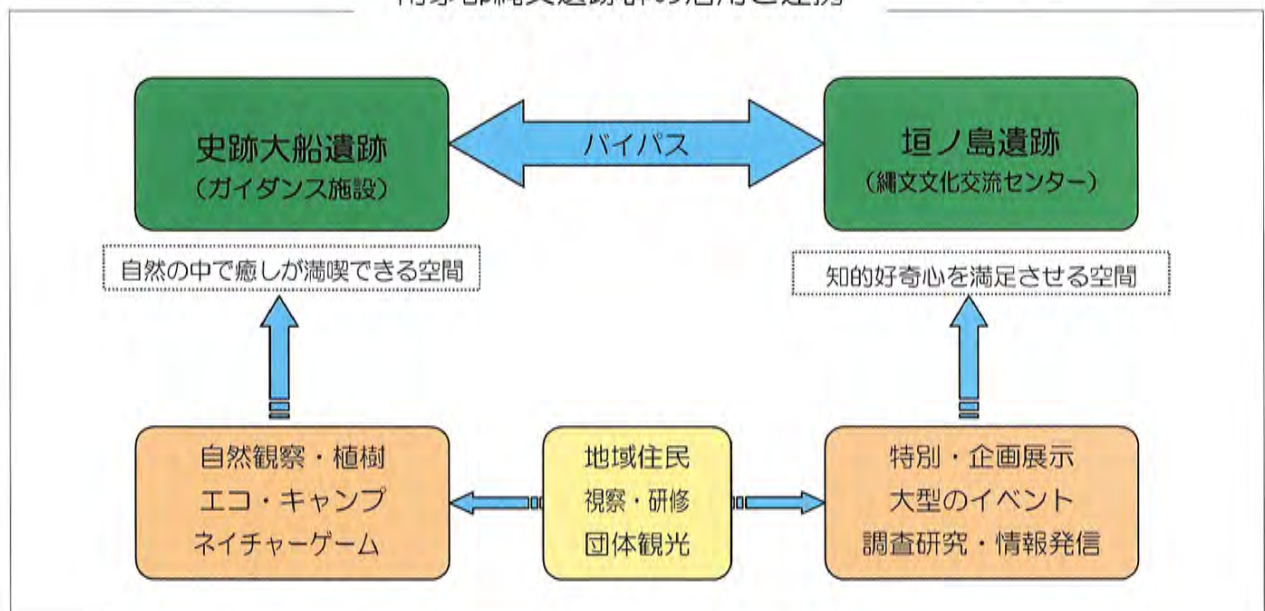 史跡大船遺跡
(ガイダンス施設)
バイパス
垣ノ島遺跡
(縄文文化交流センター)
自然の中で癒しが満喫できる空間
知的好奇心を満足させる空間
自然観察・植樹
エコ・キャンプ
ネイチャーゲーム
地域住民
視察・研修
団体観光
特別・企画展示
大型のイベント
調査研究・情報発信